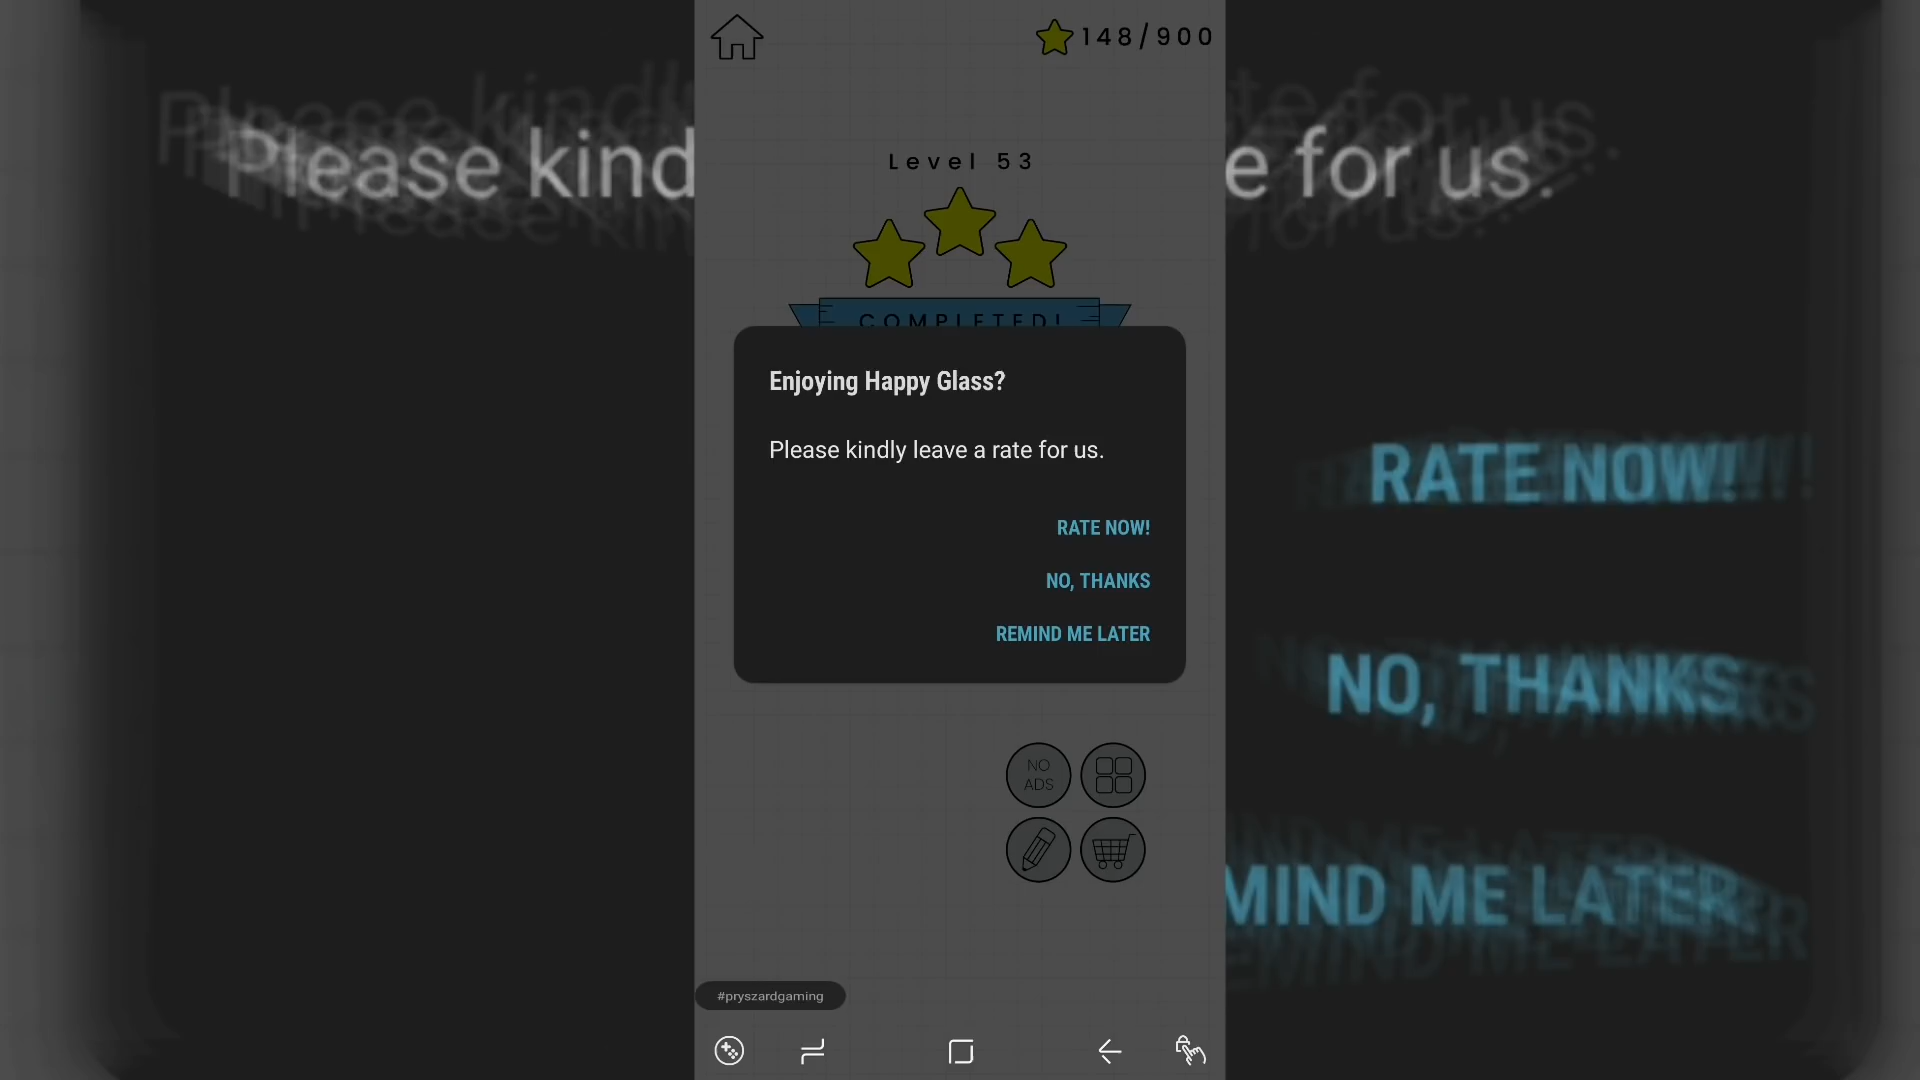 148/900
Level 53
COMPLETED!
Enjoying Happy Glass?
Please kindly leave a rate for us.
RATE NOW!
NO, THANKS
REMIND ME LATER
NO
ADS
#pryszardgaming
Please kind
e for us.
RATE NOW!
NO, THANKS
MIND ME LATER